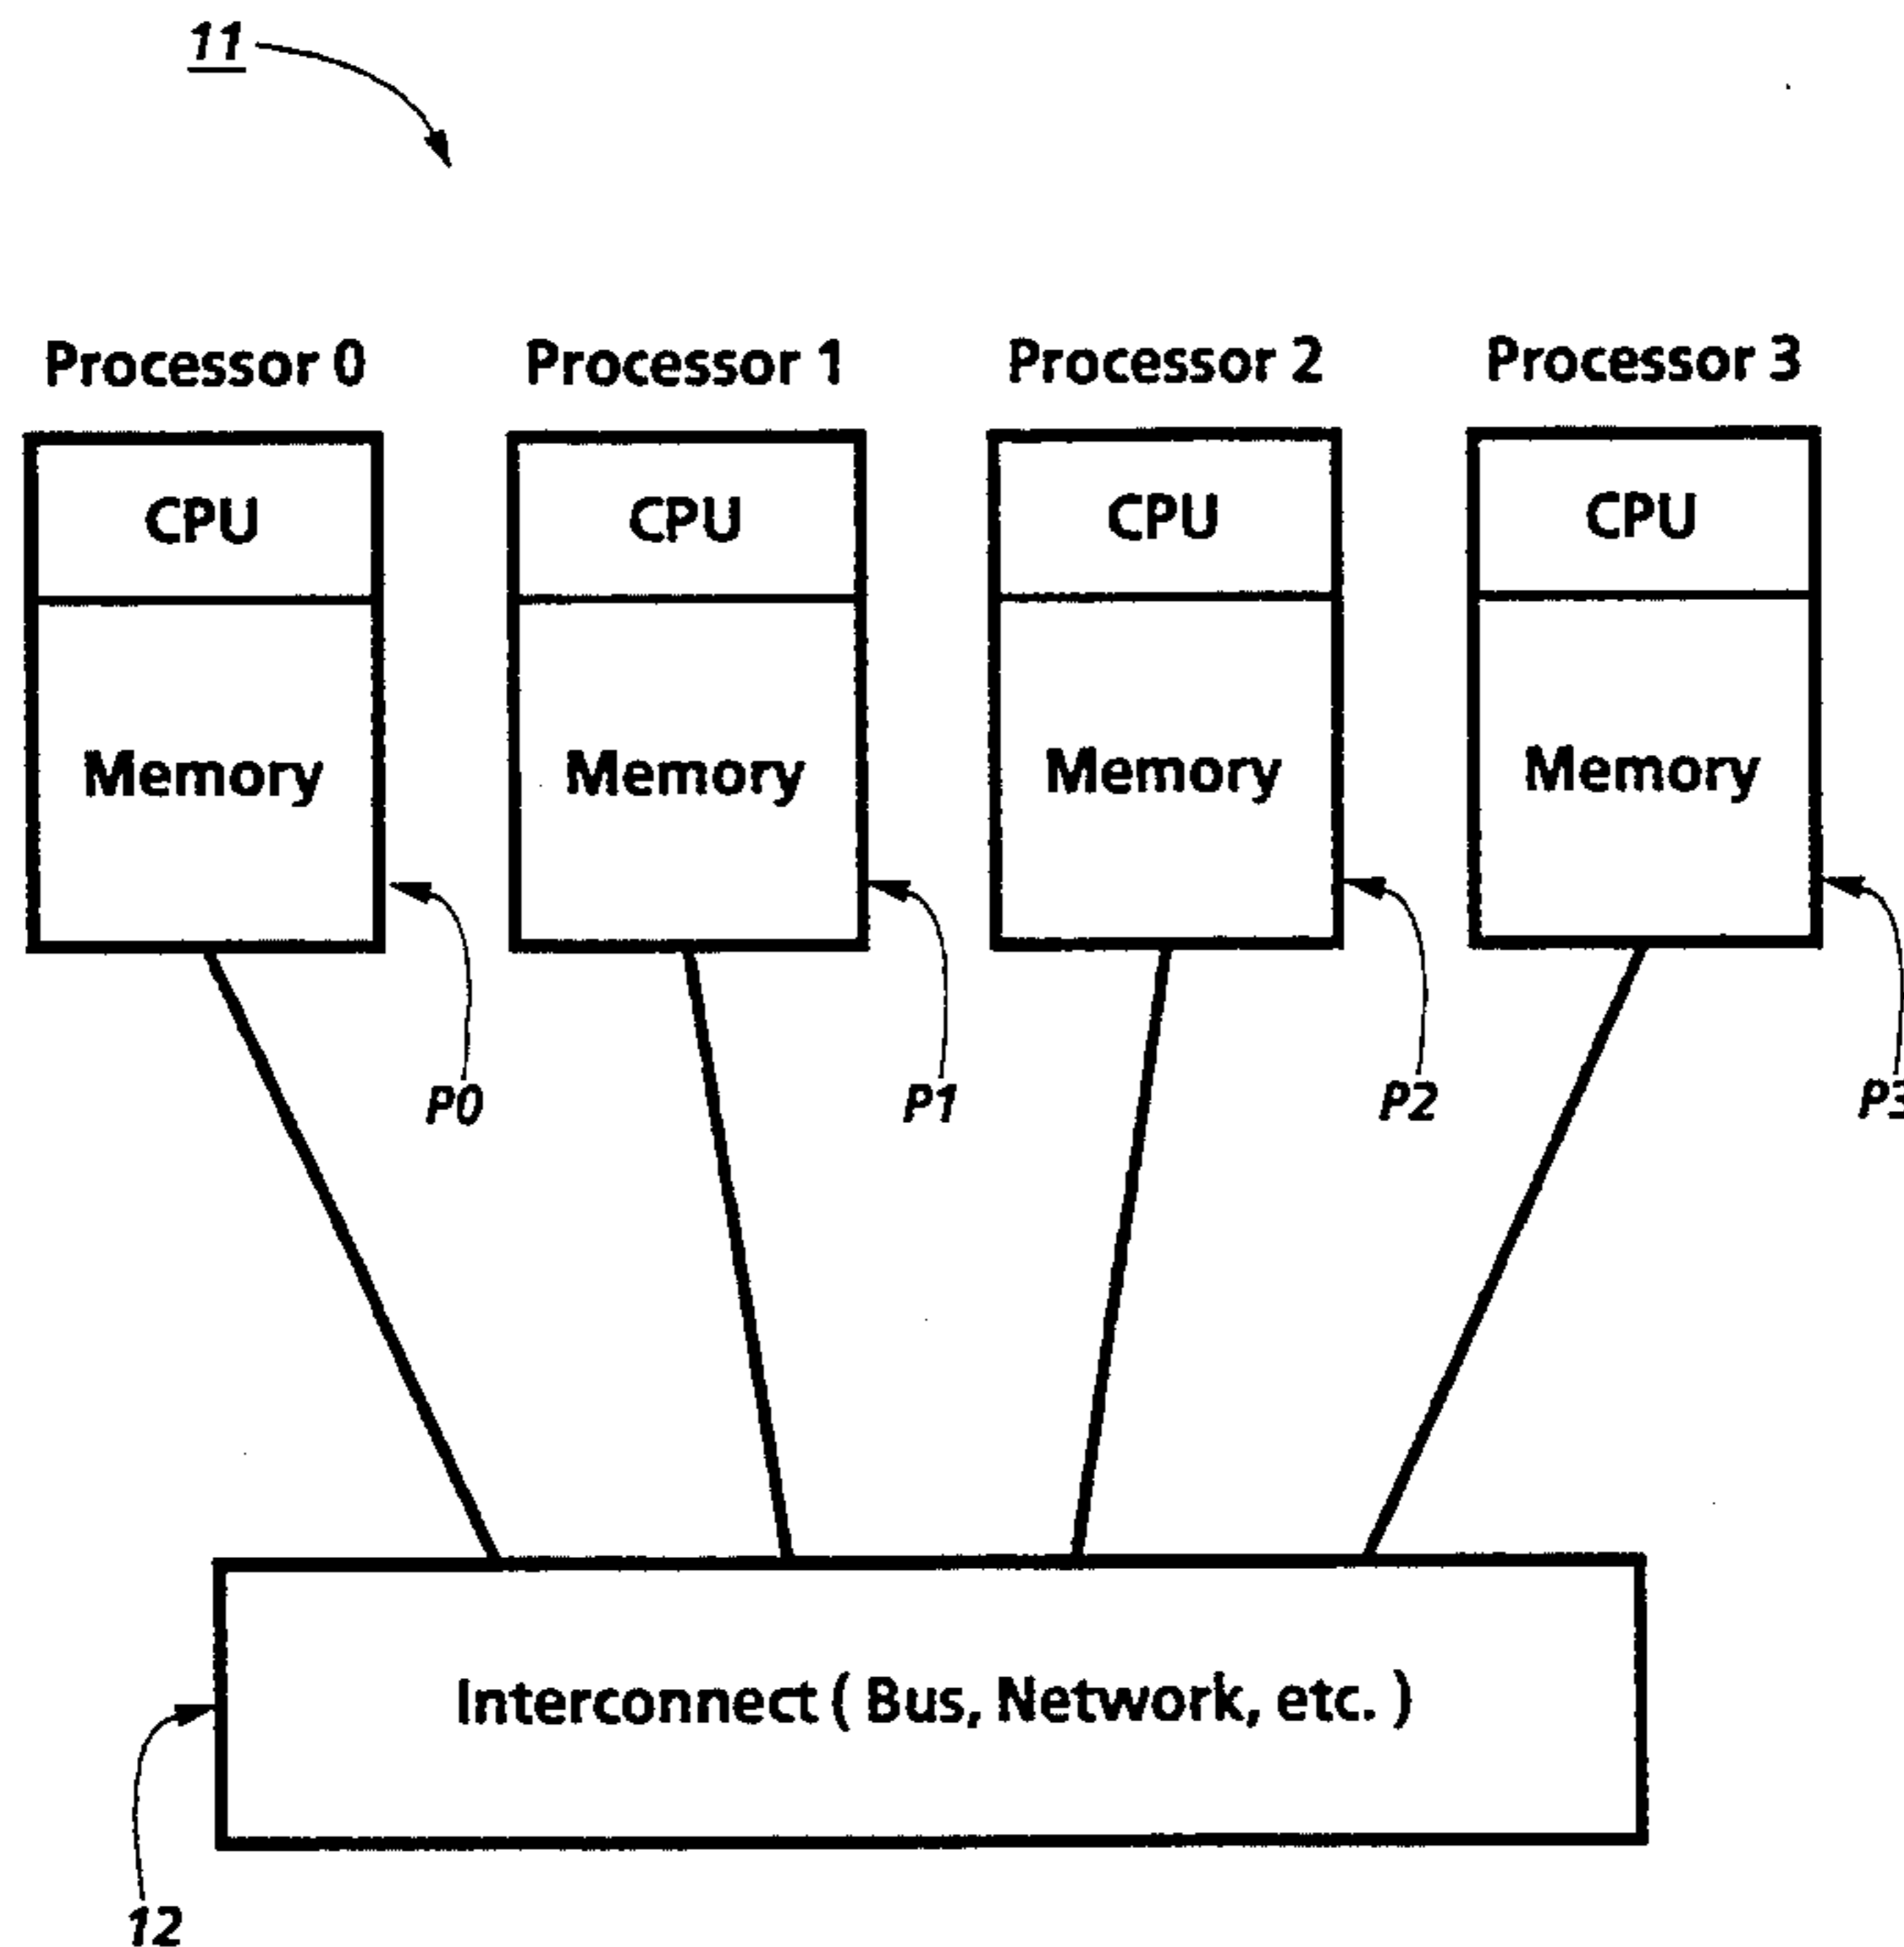 11
Processor 0 Processor 1 Processor 2 Processor 3
CPU CPU CPU CPU
Memory Memory Memory Memory
P0 P1 P2 P3
Interconnect ( Bus, Network, etc. )
12